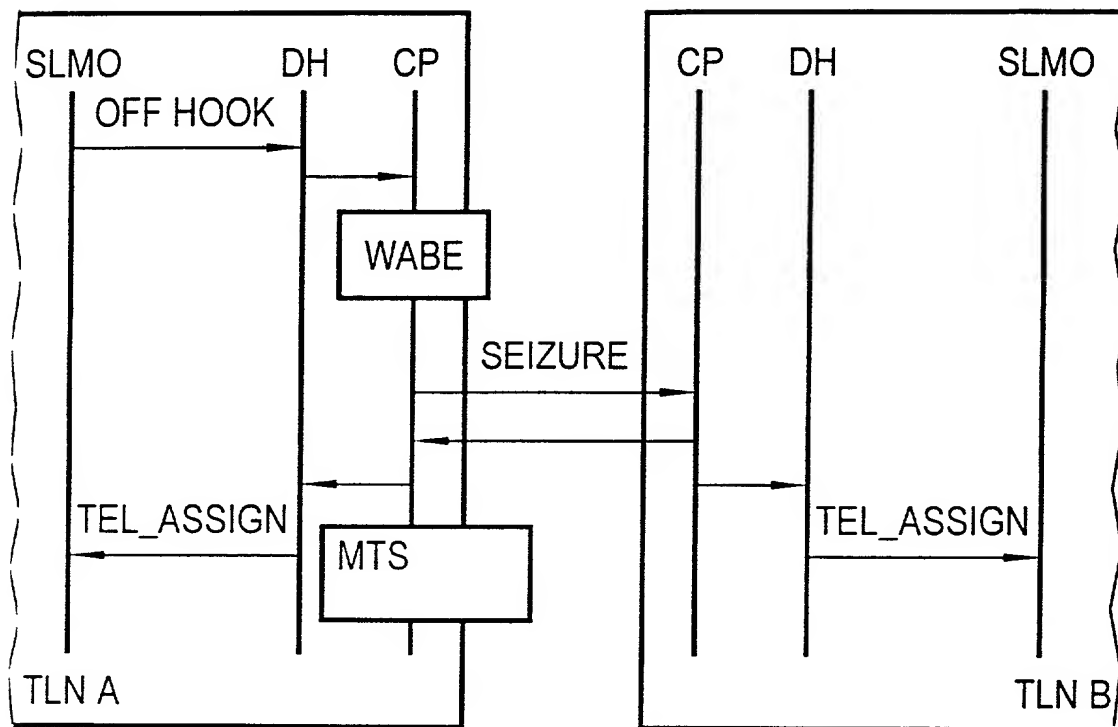 SLMO DH CP
CP DH SLMO
OFF HOOK
WABE
SEIZURE
TEL_ASSIGN
TEL_ASSIGN
MTS
TLN A
TLN B